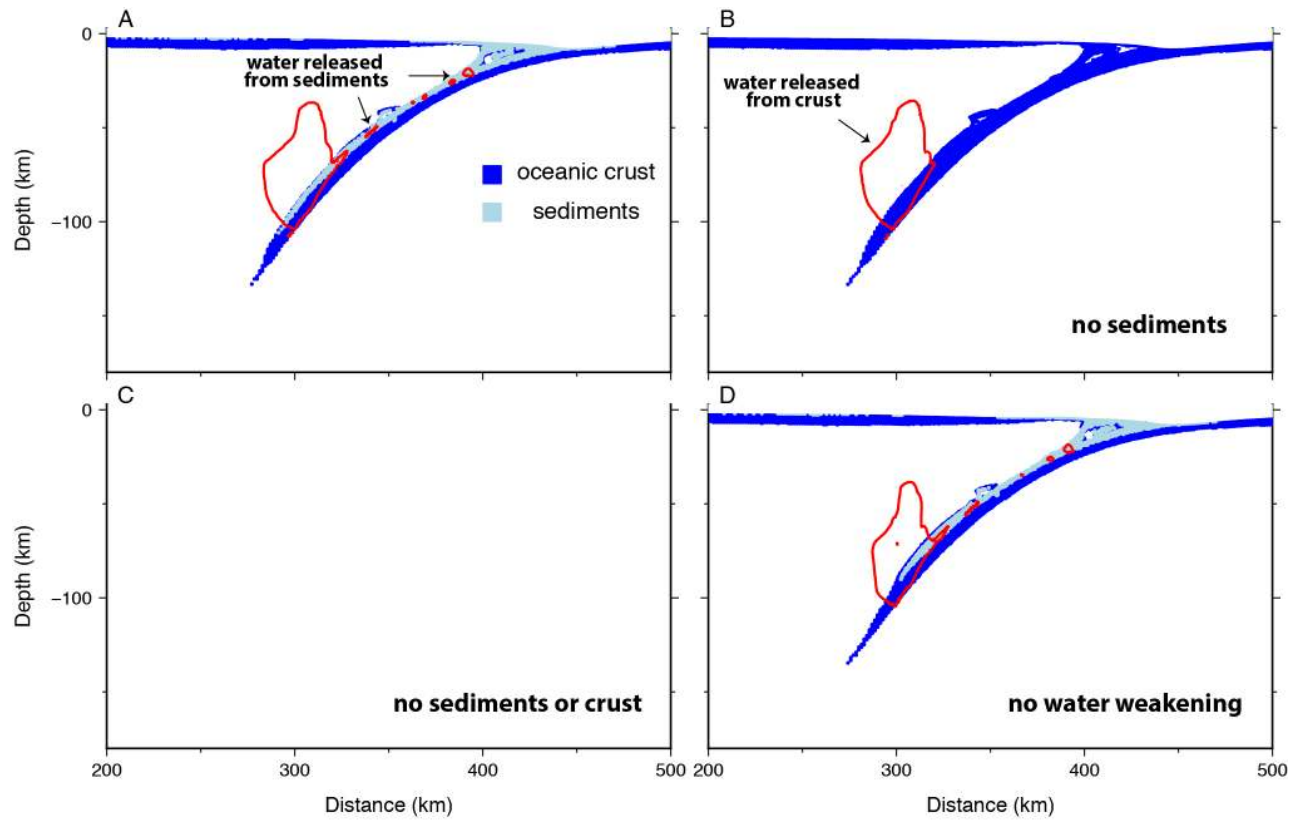 A
B
0
water released
from sediments
water released
from crust
oceanic crust
sediments
Depth (km)
−100
no sediments
C
D
0
Depth (km)
−100
no sediments or crust
no water weakening
200
300
400
500
200
300
400
500
Distance (km)
Distance (km)